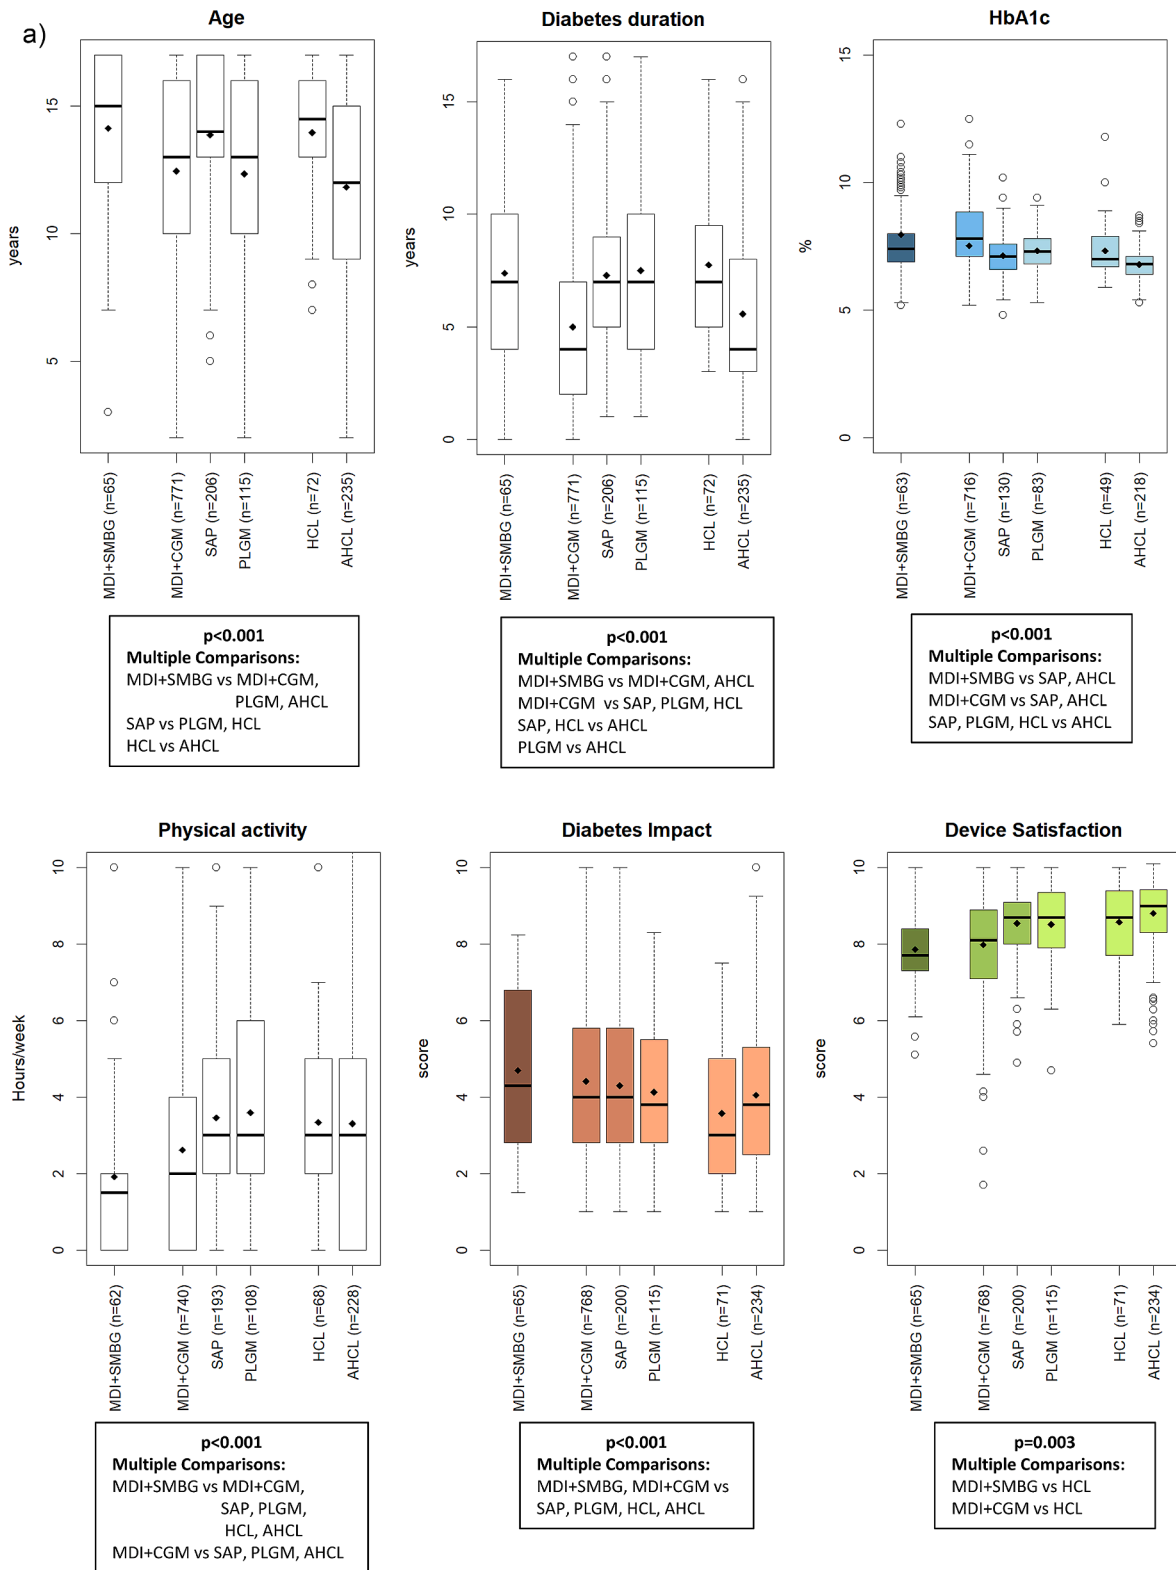 a)
Age
years
5
10
15
MDI+SMBG (n=65)
MDI+CGM (n=771)
SAP (n=206)
PLGM (n=115)
HCL (n=72)
AHCL (n=235)
p<0.001
Multiple Comparisons:
MDI+SMBG vs MDI+CGM,
PLGM, AHCL
SAP vs PLGM, HCL
HCL vs AHCL
Diabetes duration
years
0
5
10
15
MDI+SMBG (n=65)
MDI+CGM (n=771)
SAP (n=206)
PLGM (n=115)
HCL (n=72)
AHCL (n=235)
p<0.001
Multiple Comparisons:
MDI+SMBG vs MDI+CGM, AHCL
MDI+CGM vs SAP, PLGM, HCL
SAP, HCL vs AHCL
PLGM vs AHCL
HbA1c
%
0
5
10
15
MDI+SMBG (n=63)
MDI+CGM (n=716)
SAP (n=130)
PLGM (n=83)
HCL (n=49)
AHCL (n=218)
p<0.001
Multiple Comparisons:
MDI+SMBG vs SAP, AHCL
MDI+CGM vs SAP, AHCL
SAP, PLGM, HCL vs AHCL
Physical activity
Hours/week
0
2
4
6
8
10
MDI+SMBG (n=62)
MDI+CGM (n=740)
SAP (n=193)
PLGM (n=108)
HCL (n=68)
AHCL (n=228)
p<0.001
Multiple Comparisons:
MDI+SMBG vs MDI+CGM,
SAP, PLGM,
HCL, AHCL
MDI+CGM vs SAP, PLGM, AHCL
Diabetes Impact
score
0
2
4
6
8
10
MDI+SMBG (n=65)
MDI+CGM (n=768)
SAP (n=200)
PLGM (n=115)
HCL (n=71)
AHCL (n=234)
p<0.001
Multiple Comparisons:
MDI+SMBG, MDI+CGM vs
SAP, PLGM, HCL, AHCL
Device Satisfaction
score
0
2
4
6
8
10
MDI+SMBG (n=65)
MDI+CGM (n=768)
SAP (n=200)
PLGM (n=115)
HCL (n=71)
AHCL (n=234)
p=0.003
Multiple Comparisons:
MDI+SMBG vs HCL
MDI+CGM vs HCL